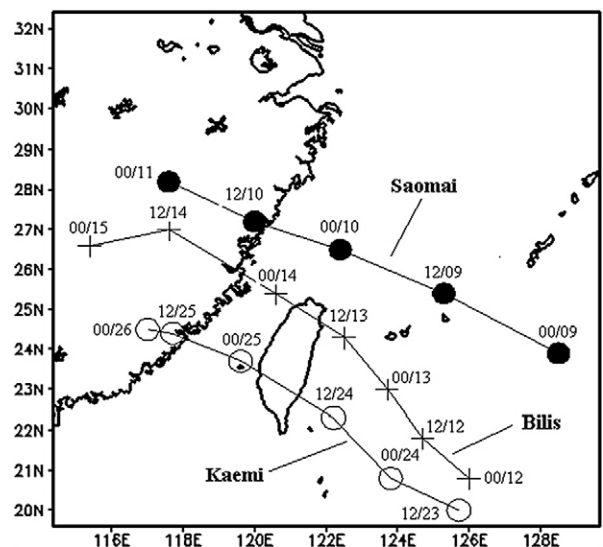 32N
31N
30N
29N
28N
27N
26N
25N
24N
23N
22N
21N
20N
00/11
12/10
Saomai
00/15
12/14
00/10
00/14
12/09
00/26
12/25
00/25
12/13
00/09
00/13
12/24
12/12
Bilis
Kaemi
00/24
00/12
12/23
116E 118E 120E 122E 124E 126E 128E